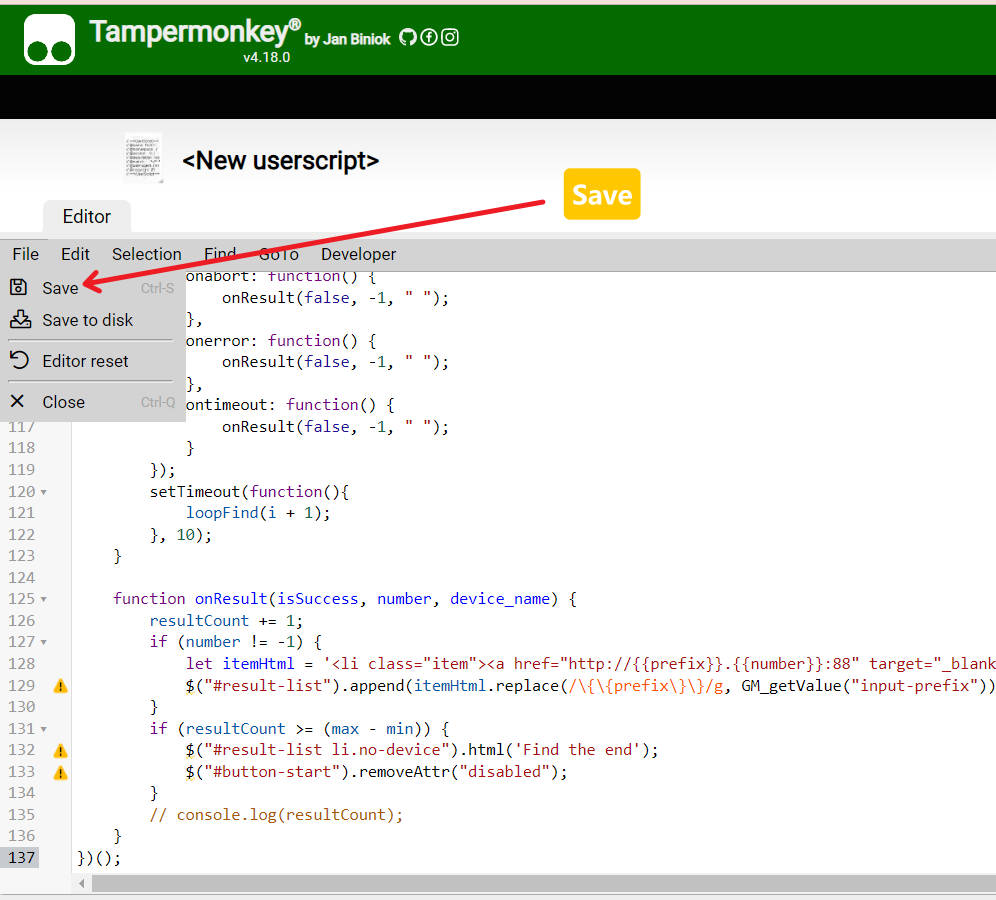 Tampermonkey® by Jan Biniok
v4.18.0
<New userscript>
Save
Editor
File Edit Selection Find GoTo Developer
Save Ctrl-S
Save to disk
Editor reset
Close Ctrl-Q
onabort: function() {
onResult(false, -1, " ");
},
onerror: function() {
onResult(false, -1, " ");
},
ontimeout: function() {
117 onResult(false, -1, " ");
118 }
119 });
120 setTimeout(function(){
121 loopFind(i + 1);
122 }, 10);
123 }
124
125 function onResult(isSuccess, number, device_name) {
126 resultCount += 1;
127 if (number != -1) {
128 let itemHtml = '<li class="item"><a href="http://{{prefix}}.{{number}}:88" target="_blank
129 $("#result-list").append(itemHtml.replace(/\{\{prefix\}\}/g, GM_getValue("input-prefix"))
130 }
131 if (resultCount >= (max - min)) {
132 $("#result-list li.no-device").html('Find the end');
133 $("#button-start").removeAttr("disabled");
134 }
135 // console.log(resultCount);
136 }
137 })();